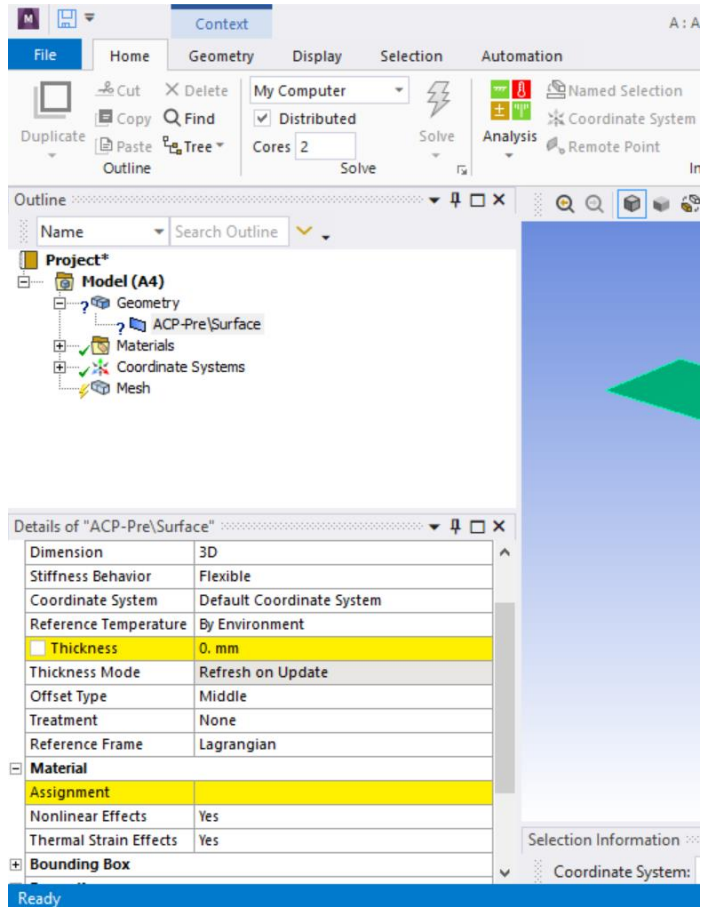 M
Context
A : A
File Home Geometry Display Selection Automation
Duplicate
Cut
Copy
Paste
Delete
Find
Tree
Outline
My Computer
Distributed
Cores 2
Solve
Solve
Analysis
Named Selection
Coordinate System
Remote Point
In
Outline
Name Search Outline
Project*
Model (A4)
? Geometry
? ACP-Pre\Surface
Materials
Coordinate Systems
Mesh
Details of "ACP-Pre\Surface"
Dimension 3D
Stiffness Behavior Flexible
Coordinate System Default Coordinate System
Reference Temperature By Environment
Thickness 0. mm
Thickness Mode Refresh on Update
Offset Type Middle
Treatment None
Reference Frame Lagrangian
Material
Assignment
Nonlinear Effects Yes
Thermal Strain Effects Yes
Bounding Box
Selection Information
Coordinate System:
Ready